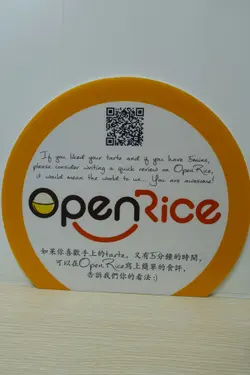 If you liked your tarte and if you have 5mins,
please consider writing a quick review on OpenRice,
it would mean the world to us... You are awesome!
OpenRice
如果你喜歡手上的tarte, 又有5分鐘的時間,
可以在OpenRice寫上簡單的食評,
告訴我們你的看法:)